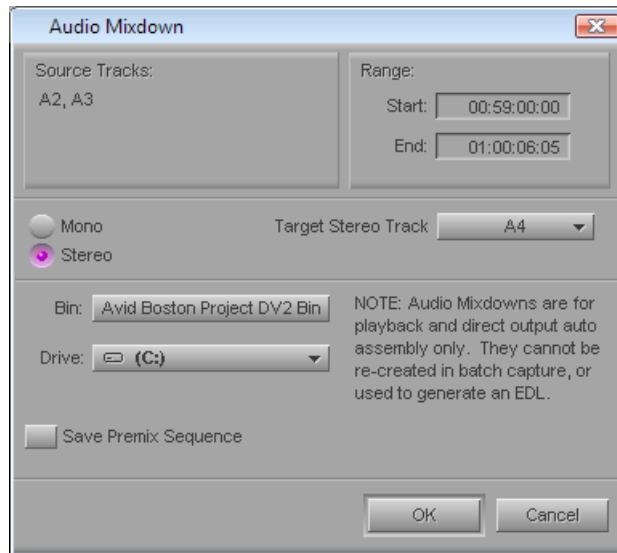 Audio Mixdown
Source Tracks:
A2, A3
Range:
Start: 00:59:00:00
End: 01:00:06:05
Mono
Stereo
Target Stereo Track A4
Bin: Avid Boston Project DV2 Bin
Drive: (C:)
NOTE: Audio Mixdowns are for
playback and direct output auto
assembly only. They cannot be
re-created in batch capture, or
used to generate an EDL.
Save Premix Sequence
OK
Cancel